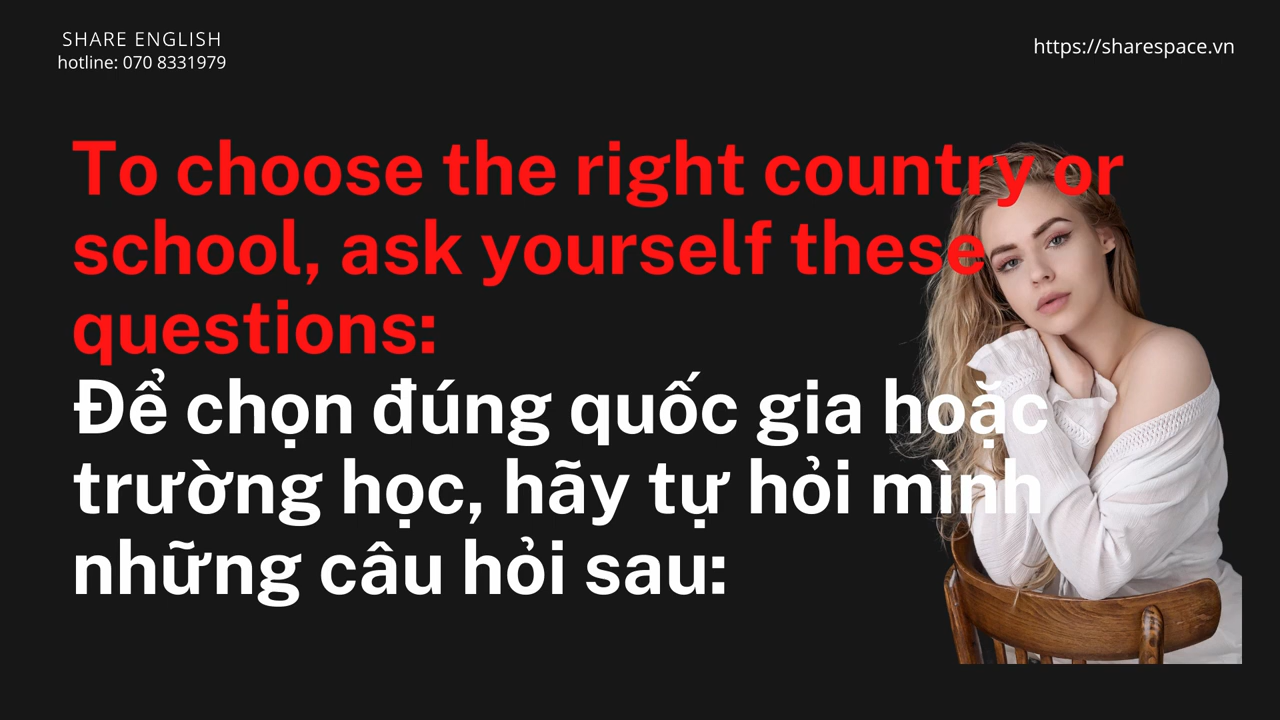 SHARE ENGLISH
hotline: 070 8331979
https://sharespace.vn
To choose the right country or
school, ask yourself these
questions:
Để chọn đúng quốc gia hoặc
trường học, hãy tự hỏi mình
những câu hỏi sau: